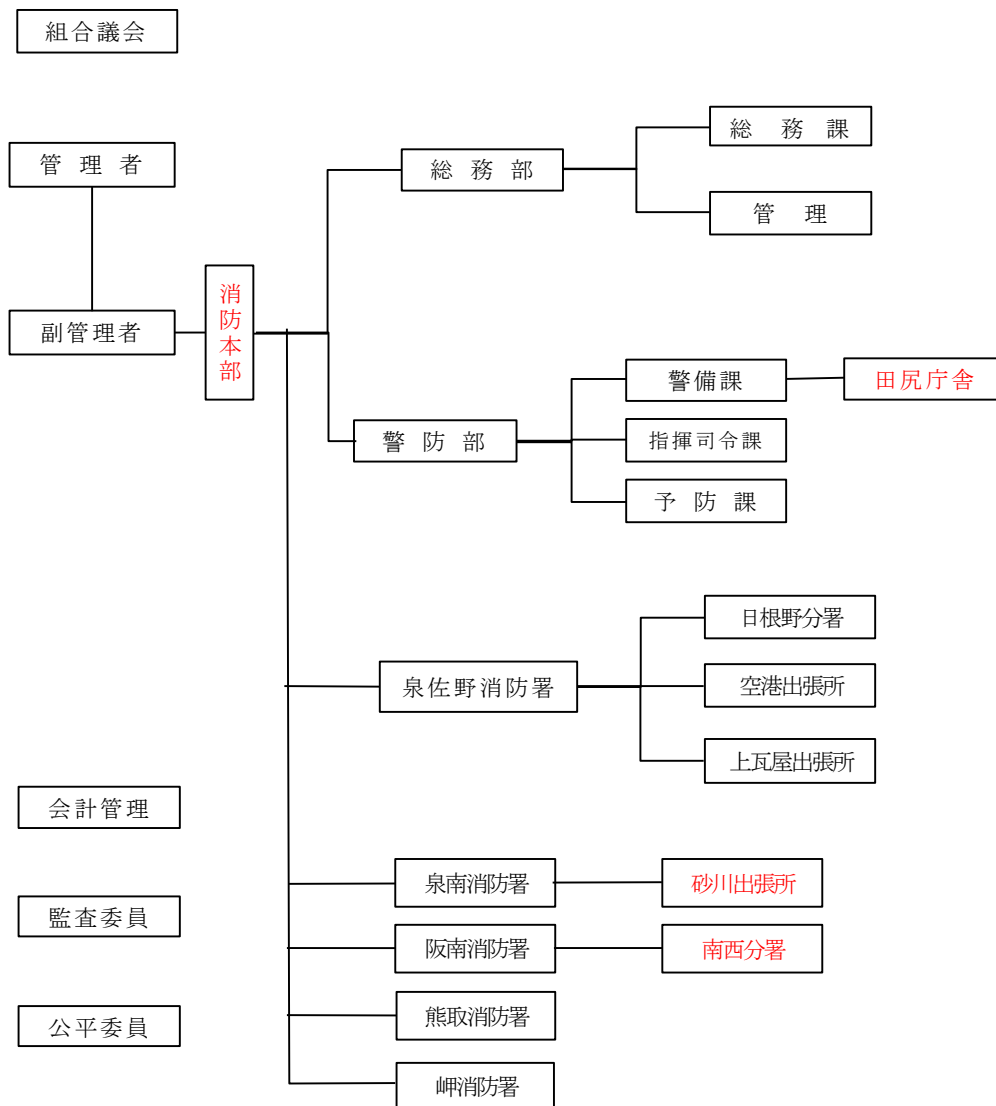 組合議会
管理者
副管理者
消防本部
総務部
総務課
管理
警防部
警備課
田尻庁舎
指揮司令課
予防課
泉佐野消防署
日根野分署
空港出張所
上瓦屋出張所
会計管理
監査委員
公平委員
泉南消防署
砂川出張所
阪南消防署
南西分署
熊取消防署
岬消防署